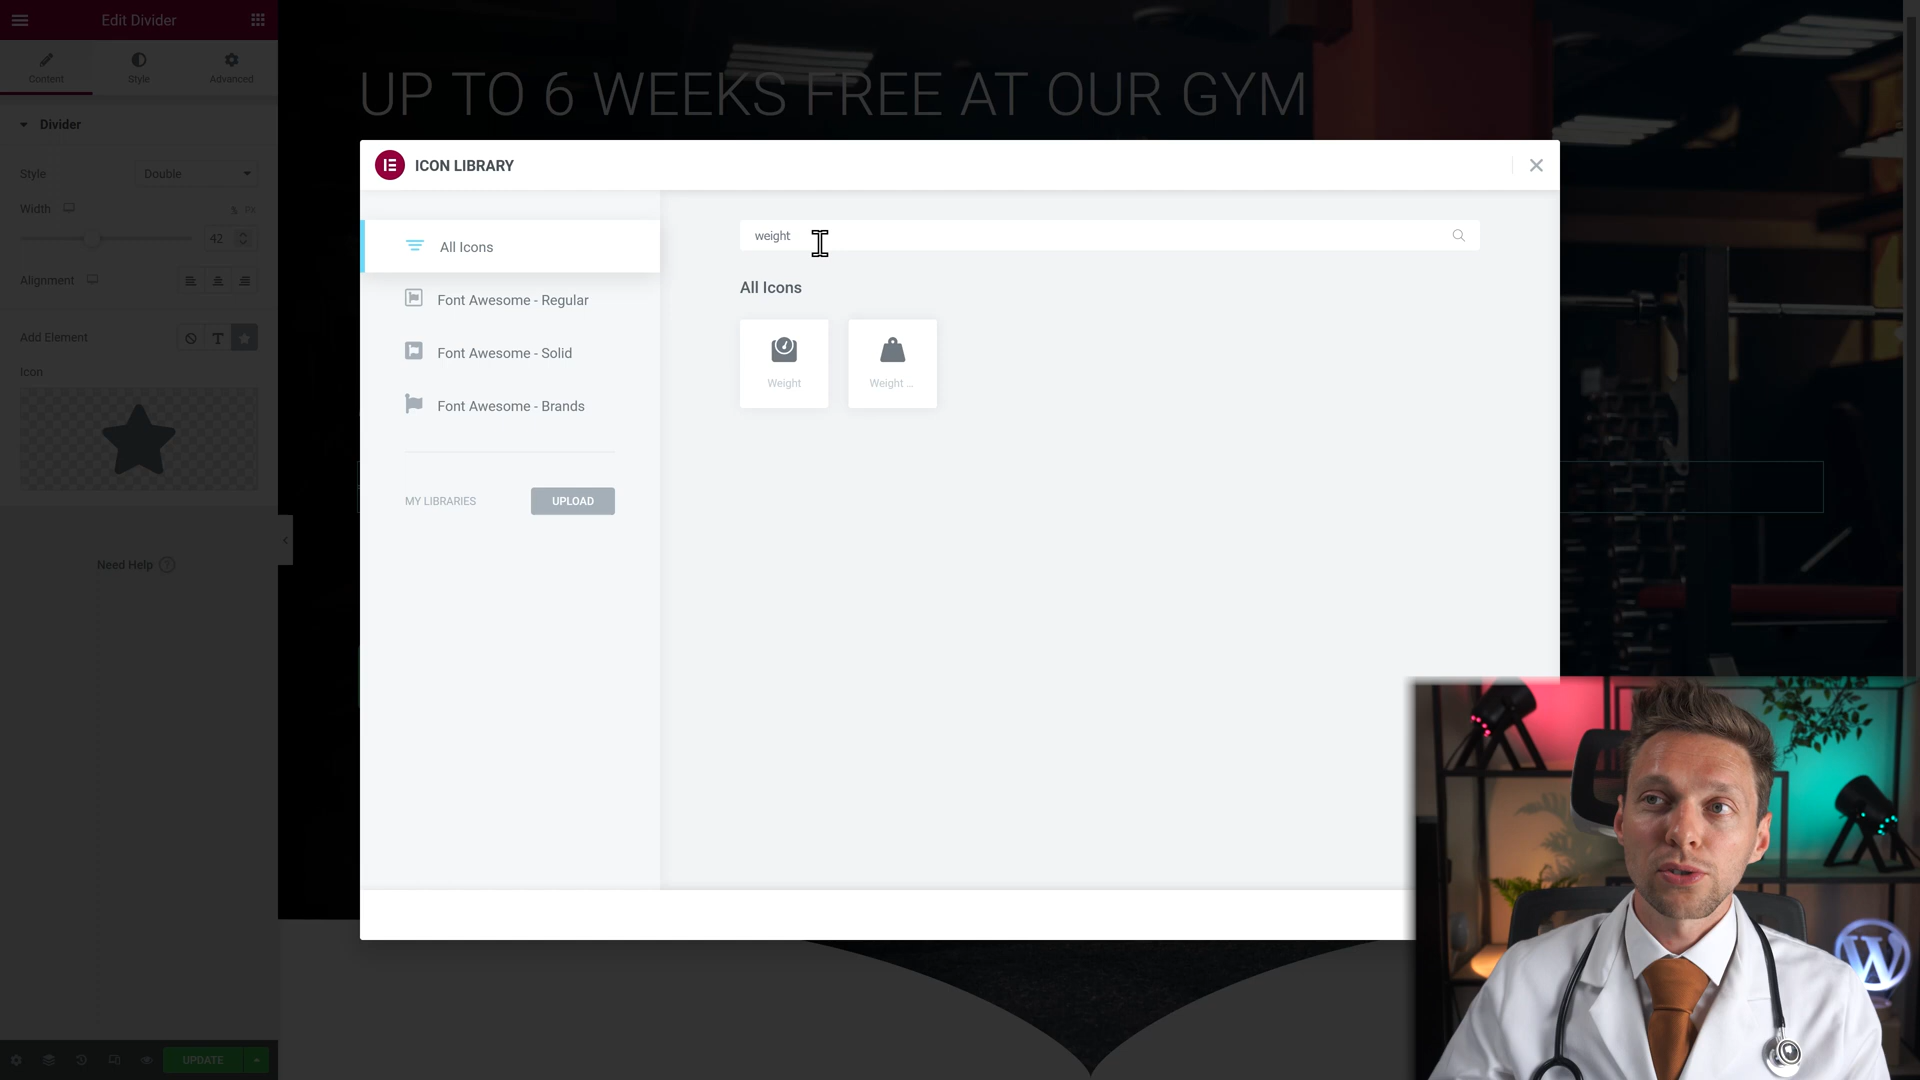 Edit Divider
Content
Style
Advanced
Divider
Style
Double
Width
% PX
42
Alignment
Add Element
Icon
Need Help
UPDATE
UP TO 6 WEEKS FREE AT OUR GYM
ICON LIBRARY
All Icons
Font Awesome - Regular
Font Awesome - Solid
Font Awesome - Brands
MY LIBRARIES
UPLOAD
weight
All Icons
Weight
Weight ...